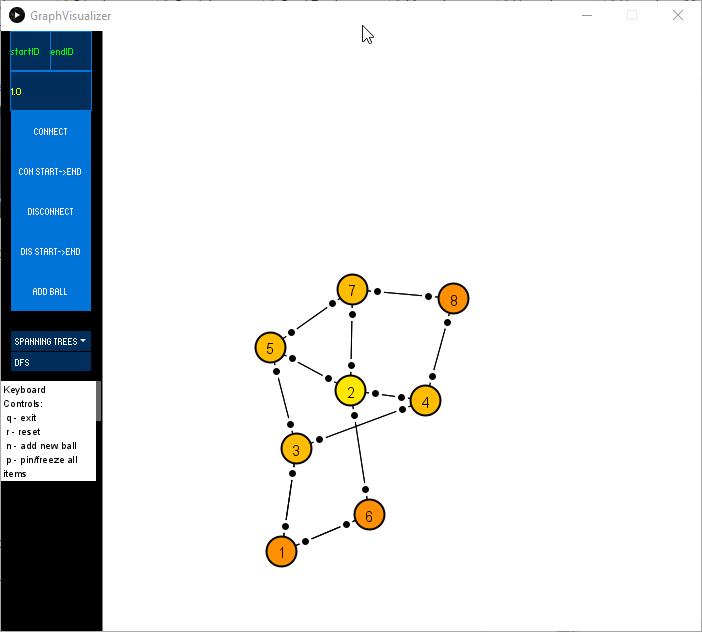 GraphVisualizer
startID endID
1.0
CONNECT
CON START->END
DISCONNECT
DIS START->END
ADD BALL
SPANNING TREES
DFS
Keyboard
Controls:
q - exit
r - reset
n - add new ball
p - pin/freeze all
items
7
8
5
2
4
3
6
1